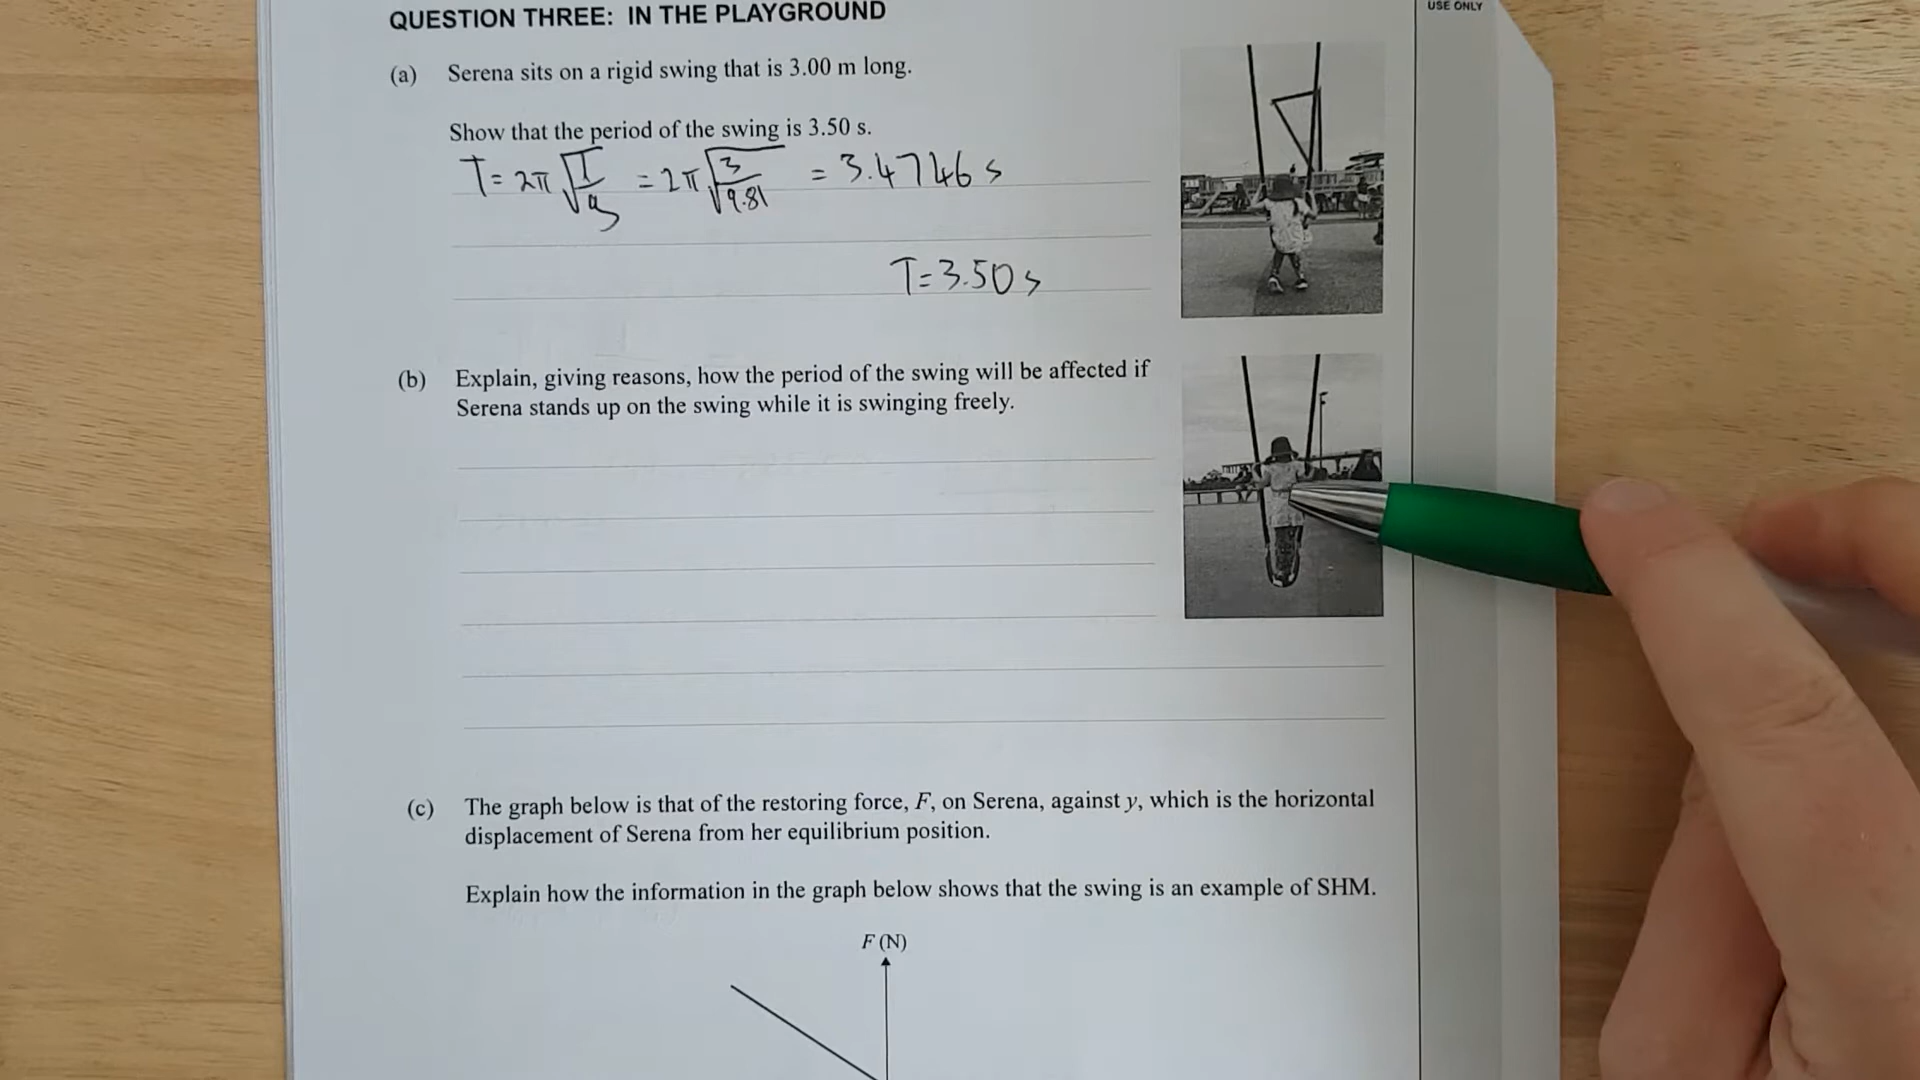 QUESTION THREE: IN THE PLAYGROUND
USE ONLY
(a) Serena sits on a rigid swing that is 3.00 m long.
Show that the period of the swing is 3.50 s.
T = 2π √(l/g) = 2π √(3/9.81) = 3.4746 s
T = 3.50 s
(b) Explain, giving reasons, how the period of the swing will be affected if
Serena stands up on the swing while it is swinging freely.
(c) The graph below is that of the restoring force, F, on Serena, against y, which is the horizontal
displacement of Serena from her equilibrium position.
Explain how the information in the graph below shows that the swing is an example of SHM.
F (N)